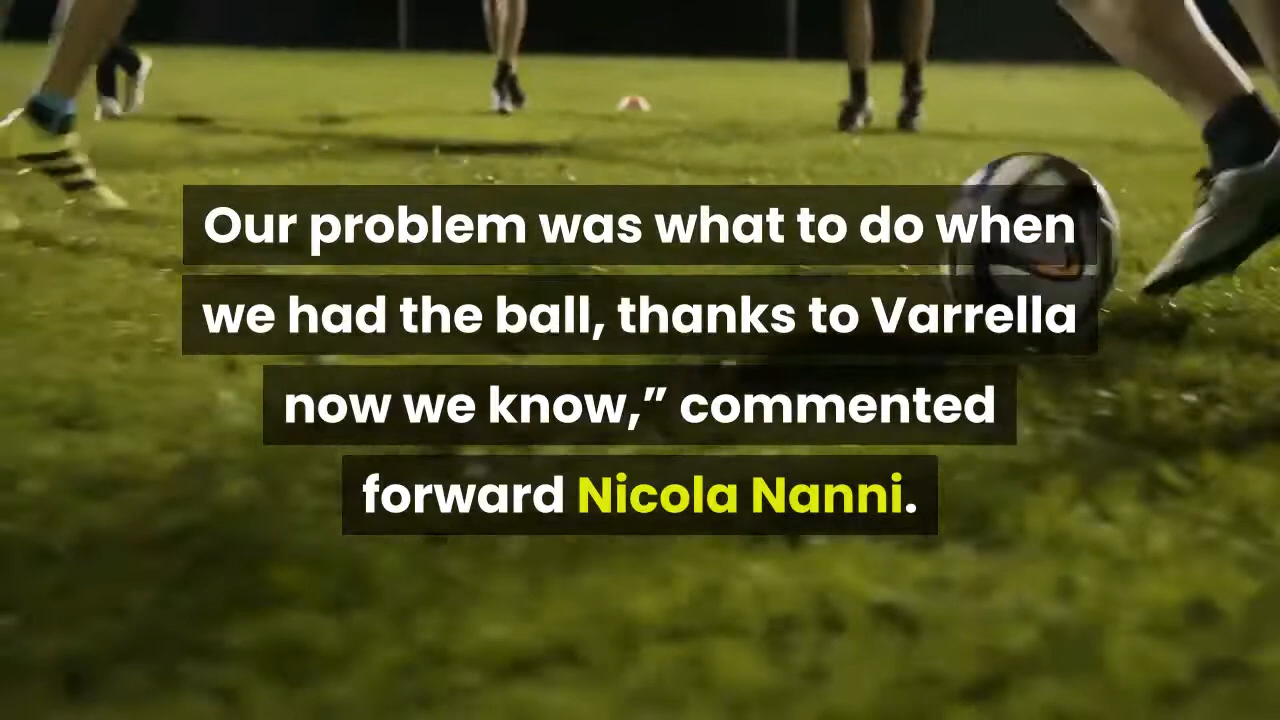 Our problem was what to do when
we had the ball, thanks to Varrella
now we know,” commented
forward Nicola Nanni.